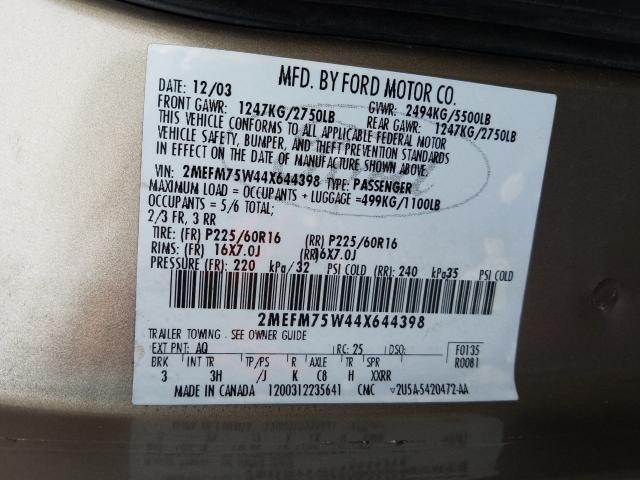 MFD. BY FORD MOTOR CO.
DATE: 12/03
GVWR: 2494KG/5500LB
FRONT GAWR: 1247KG/2750LB
REAR GAWR: 1247KG/2750LB
THIS VEHICLE CONFORMS TO ALL APPLICABLE FEDERAL MOTOR
VEHICLE SAFETY, BUMPER, AND THEFT PREVENTION STANDARDS
IN EFFECT ON THE DATE OF MANUFACTURE SHOWN ABOVE.
VIN: 2MEFM75W44X644398 TYPE: PASSENGER
MAXIMUM LOAD = OCCUPANTS + LUGGAGE =499KG/1100LB
OCCUPANTS = 5/6 TOTAL;
2/3 FR, 3 RR
TIRE: (FR) P225/60R16 (RR) P225/60R16
RIMS: (FR) 16X7.0J (RR)16X7.0J
PRESSURE (FR): 220 kPa/32 PSI COLD (RR): 240 kPa35 PSI COLD
2MEFM75W44X644398
TRAILER TOWING - SEE OWNER GUIDE
EXT PNT: AQ RC: 25 DSO: F0135
BRK INT TR TP/PS R AXLE TR SPR R0081
3 3H /J K C8 H XXRR
MADE IN CANADA 1200312235641 CMC 2U5A-5420472-AA